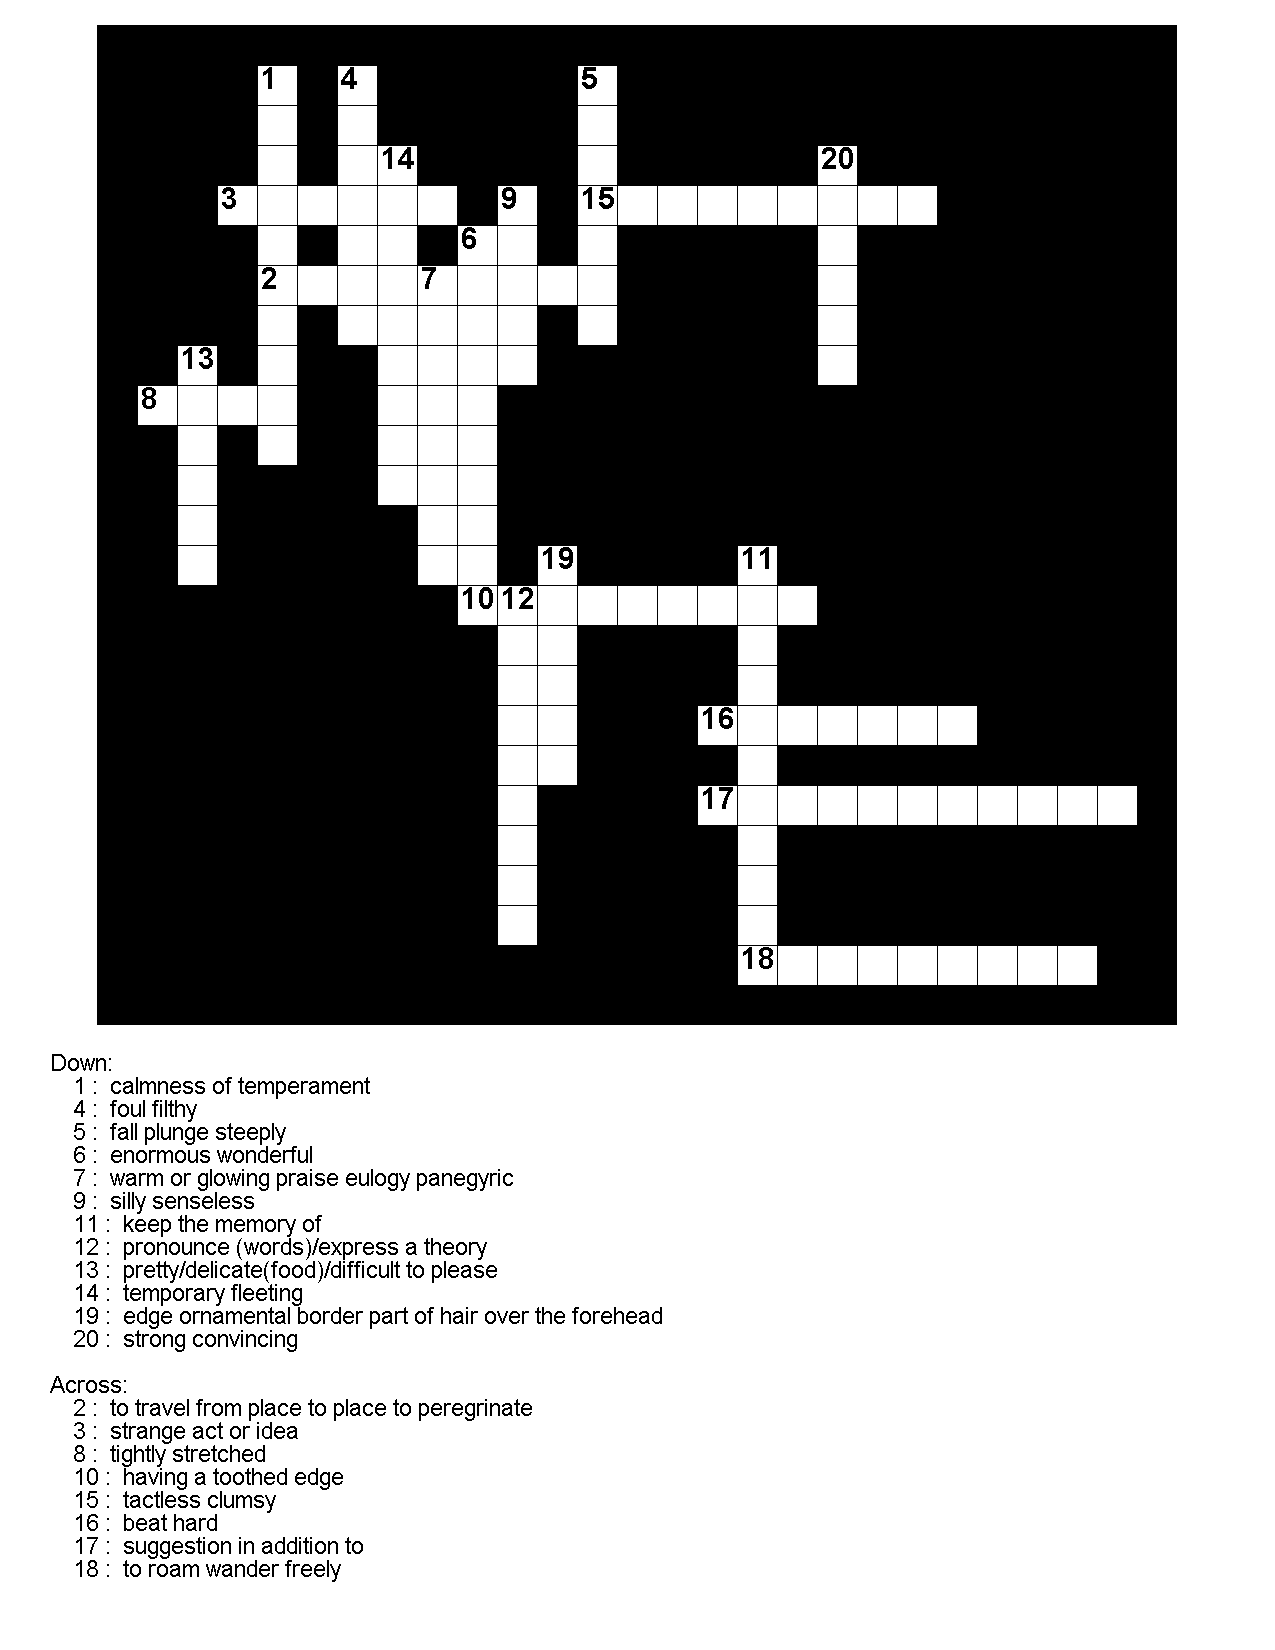 1 4 5
14 20
3 9 15
6
2 7
13
8
19 11
10 12
16
17
18
Down:
1 : calmness of temperament
4 : foul filthy
5 : fall plunge steeply
6 : enormous wonderful
7 : warm or glowing praise eulogy panegyric
9 : silly senseless
11 : keep the memory of
12 : pronounce (words)/express a theory
13 : pretty/delicate(food)/difficult to please
14 : temporary fleeting
19 : edge ornamental border part of hair over the forehead
20 : strong convincing
Across:
2 : to travel from place to place to peregrinate
3 : strange act or idea
8 : tightly stretched
10 : having a toothed edge
15 : tactless clumsy
16 : beat hard
17 : suggestion in addition to
18 : to roam wander freely